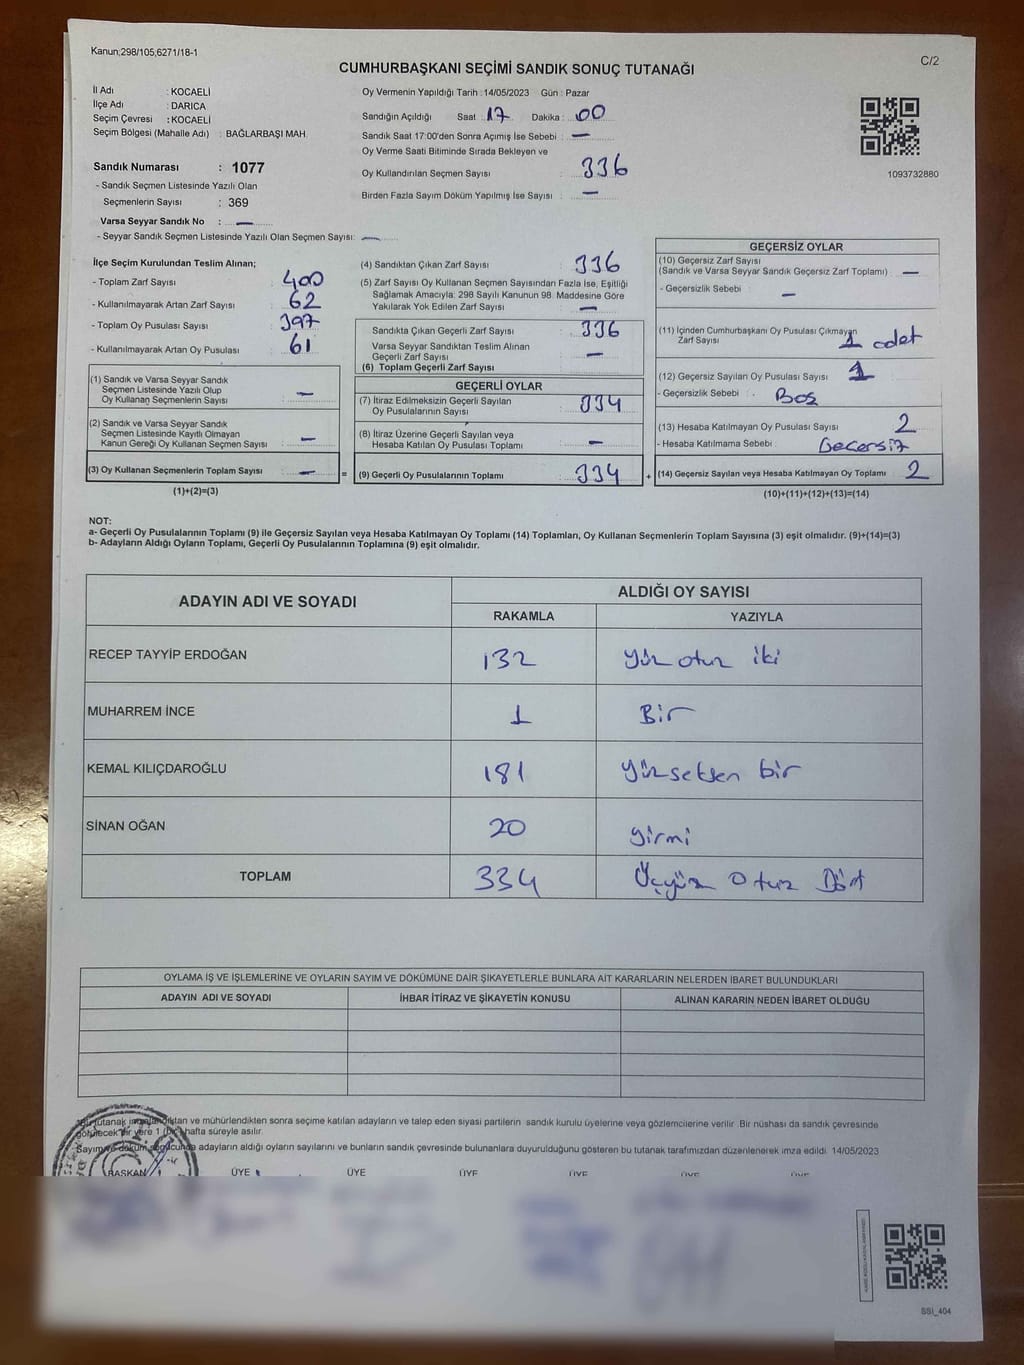 Kanun;298/105,6271/18-1
C/2
CUMHURBAŞKANI SEÇİMİ SANDIK SONUÇ TUTANAĞI
İl Adı : KOCAELİ
İlçe Adı : DARICA
Seçim Çevresi : KOCAELİ
Seçim Bölgesi (Mahalle Adı) : BAĞLARBAŞI MAH.
Sandık Numarası : 1077
- Sandık Seçmen Listesinde Yazılı Olan
Seçmenlerin Sayısı : 369
Varsa Seyyar Sandık No : —
- Seyyar Sandık Seçmen Listesinde Yazılı Olan Seçmen Sayısı: —
Oy Vermenin Yapıldığı Tarih :14/05/2023 Gün : Pazar
Sandığın Açıldığı Saat : 17 Dakika : 00
Sandık Saat 17:00'den Sonra Açımış İse Sebebi : —
Oy Verme Saati Bitiminde Sırada Bekleyen ve
Oy Kullandırılan Seçmen Sayısı : 336
Birden Fazla Sayım Döküm Yapılmış İse Sayısı : —
1093732880
İlçe Seçim Kurulundan Teslim Alınan;
- Toplam Zarf Sayısı : 400
- Kullanılmayarak Artan Zarf Sayısı : 62
- Toplam Oy Pusulası Sayısı : 397
- Kullanılmayarak Artan Oy Pusulası : 61
(1) Sandık ve Varsa Seyyar Sandık
Seçmen Listesinde Yazılı Olup
Oy Kullanan Seçmenlerin Sayısı : —
(2) Sandık ve Varsa Seyyar Sandık
Seçmen Listesinde Kayıtlı Olmayan
Kanun Gereği Oy Kullanan Seçmen Sayısı : —
(3) Oy Kullanan Seçmenlerin Toplam Sayısı : — =
(1)+(2)=(3)
(4) Sandıktan Çıkan Zarf Sayısı : 336
(5) Zarf Sayısı Oy Kullanan Seçmen Sayısından Fazla İse, Eşitliği
Sağlamak Amacıyla; 298 Sayılı Kanunun 98. Maddesine Göre
Yakılarak Yok Edilen Zarf Sayısı : —
Sandıkta Çıkan Geçerli Zarf Sayısı : 336
Varsa Seyyar Sandıktan Teslim Alınan
Geçerli Zarf Sayısı : —
(6) Toplam Geçerli Zarf Sayısı :
GEÇERLİ OYLAR
(7) İtiraz Edilmeksizin Geçerli Sayılan
Oy Pusulalarının Sayısı : 334
(8) İtiraz Üzerine Geçerli Sayılan veya
Hesaba Katılan Oy Pusulası Toplamı : —
(9) Geçerli Oy Pusulalarının Toplamı : 334 +
GEÇERSİZ OYLAR
(10) Geçersiz Zarf Sayısı
(Sandık ve Varsa Seyyar Sandık Geçersiz Zarf Toplamı) : —
- Geçersizlik Sebebi : —
(11) İçinden Cumhurbaşkanı Oy Pusulası Çıkmayan
Zarf Sayısı : 1 adet
(12) Geçersiz Sayılan Oy Pusulası Sayısı : 1
- Geçersizlik Sebebi : Boş
(13) Hesaba Katılmayan Oy Pusulası Sayısı : 2
- Hesaba Katılmama Sebebi : Geçersiz
(14) Geçersiz Sayılan veya Hesaba Katılmayan Oy Toplamı : 2
(10)+(11)+(12)+(13)=(14)
NOT:
a- Geçerli Oy Pusulalarının Toplamı (9) ile Geçersiz Sayılan veya Hesaba Katılmayan Oy Toplamı (14) Toplamları, Oy Kullanan Seçmenlerin Toplam Sayısına (3) eşit olmalıdır. (9)+(14)=(3)
b- Adayların Aldığı Oyların Toplamı, Geçerli Oy Pusulalarının Toplamına (9) eşit olmalıdır.
ADAYIN ADI VE SOYADI
ALDIĞI OY SAYISI
RAKAMLA YAZIYLA
RECEP TAYYİP ERDOĞAN 132 Yüz otuz iki
MUHARREM İNCE 1 Bir
KEMAL KILIÇDAROĞLU 181 Yüzseksen bir
SİNAN OĞAN 20 yirmi
TOPLAM 334 Üçyüz Otuz Dört
OYLAMA İŞ VE İŞLEMLERİNE VE OYLARIN SAYIM VE DÖKÜMÜNE DAİR ŞİKAYETLERLE BUNLARA AİT KARARLARIN NELERDEN İBARET BULUNDUKLARI
ADAYIN ADI VE SOYADI İHBAR İTİRAZ VE ŞİKAYETİN KONUSU ALINAN KARARIN NEDEN İBARET OLDUĞU
tutanak ve mühürlendikten sonra seçime katılan adayların ve talep eden siyasi partilerin sandık kurulu üyelerine veya gözlemcilerine verilir. Bir nüshası da sandık çevresinde
bir yere 1 hafta süreyle asılır.
Sayım ve döküm sonucunda adayların aldığı oyların sayılarını ve bunların sandık çevresinde bulunanlara duyurulduğunu gösteren bu tutanak tarafımızdan düzenlenerek imza edildi. 14/05/2023
BAŞKAN ÜYE ÜYE ÜYE ÜYE ÜYE ÜYE
SSI_404